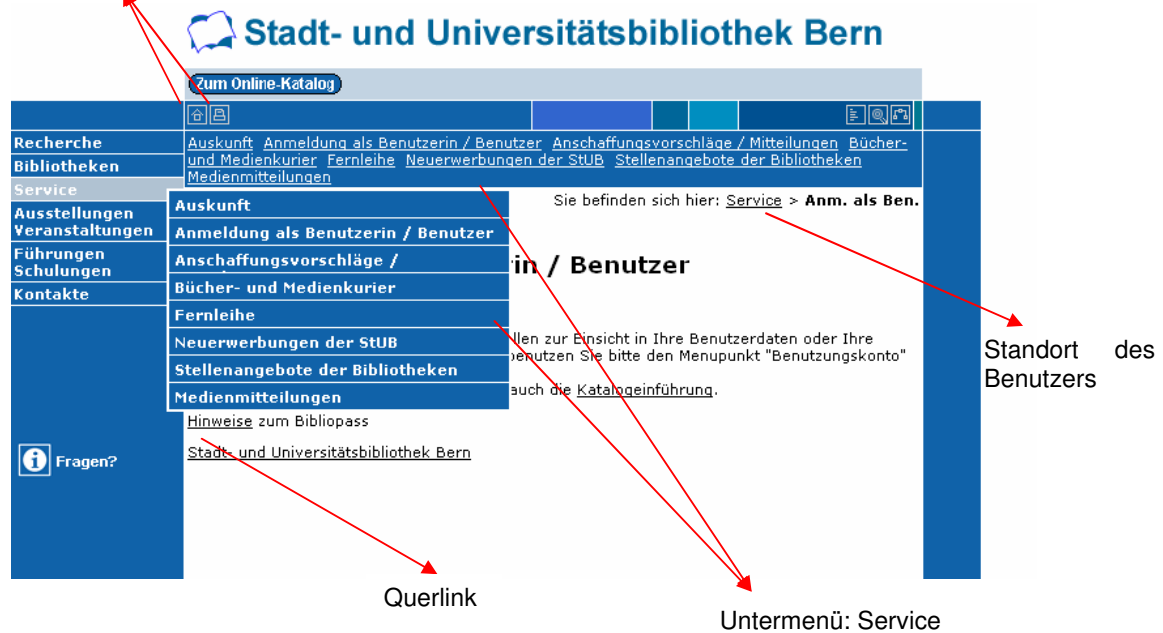 Stadt- und Universitätsbibliothek Bern
Zum Online-Katalog
Recherche
Bibliotheken
Service
Ausstellungen
Veranstaltungen
Führungen
Schulungen
Kontakte
Fragen?
Auskunft Anmeldung als Benutzerin / Benutzer Anschaffungsvorschläge / Mitteilungen Bücher-
und Medienkurier Fernleihe Neuerwerbungen der StUB Stellenangebote der Bibliotheken
Medienmitteilungen
Sie befinden sich hier: Service > Anm. als Ben.
Auskunft
Anmeldung als Benutzerin / Benutzer
Anschaffungsvorschläge /
Bücher- und Medienkurier
Fernleihe
Neuerwerbungen der StUB
Stellenangebote der Bibliotheken
Medienmitteilungen
in / Benutzer
llen zur Einsicht in Ihre Benutzerdaten oder Ihre
benutzen Sie bitte den Menupunkt "Benutzungskonto"
auch die Katalogeinführung.
Hinweise zum Bibliopass
Stadt- und Universitätsbibliothek Bern
Standort des
Benutzers
Querlink
Untermenü: Service